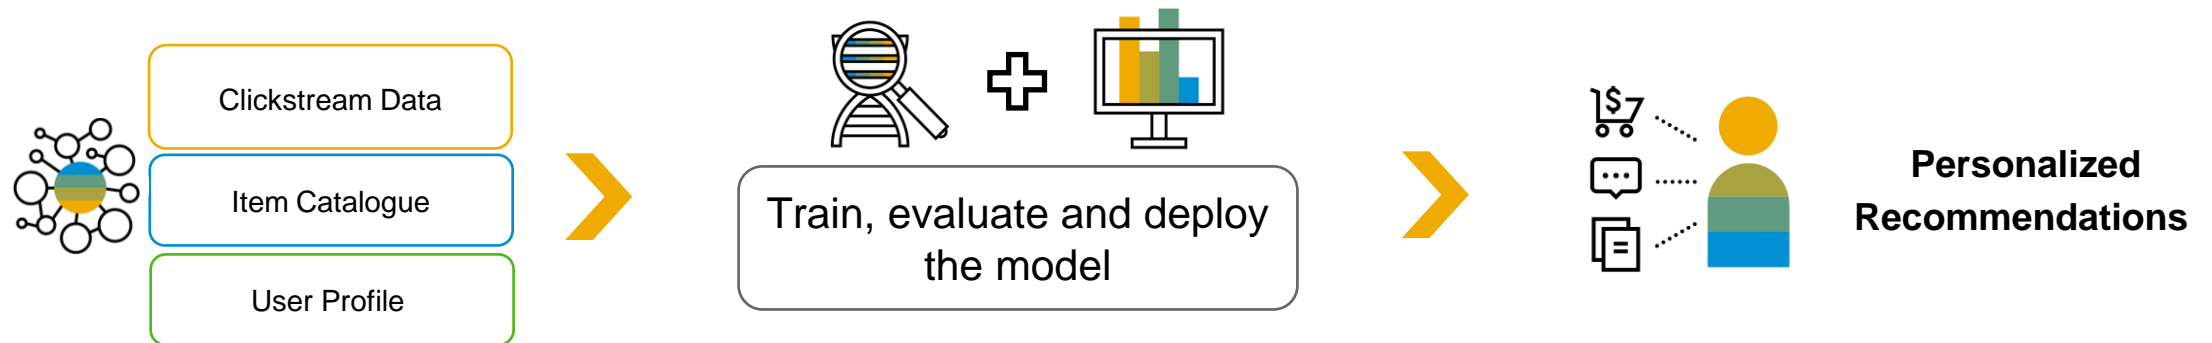 Clickstream Data
Item Catalogue
User Profile
Train, evaluate and deploy
the model
$
Personalized
Recommendations